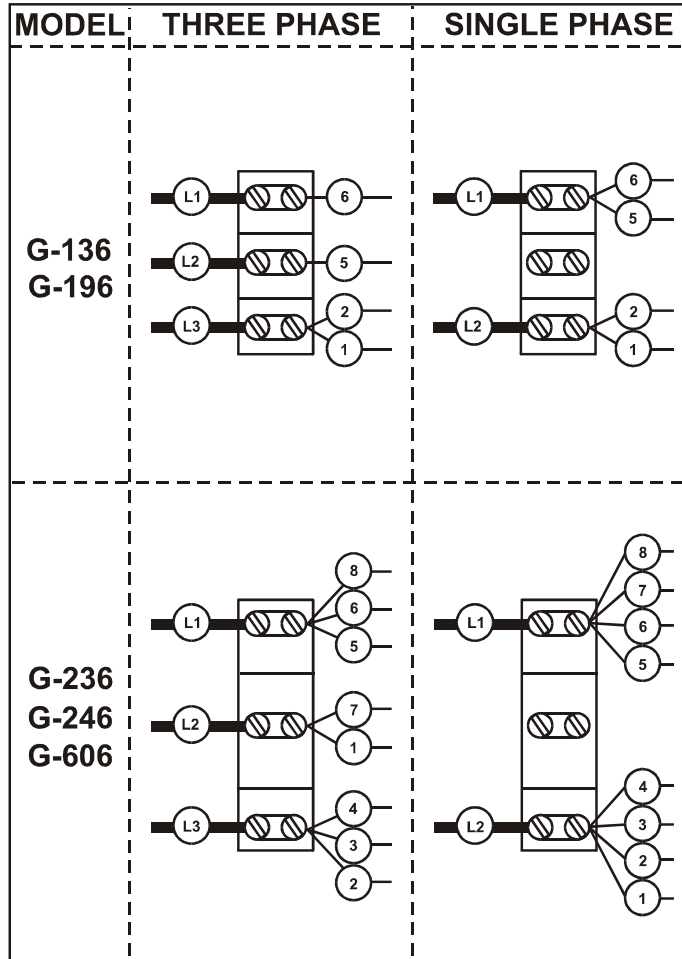 MODEL THREE PHASE SINGLE PHASE
G-136
G-196
L1 6
L2 5
L3 2
1
L1 6
5
L2 2
1
G-236
G-246
G-606
L1 8
6
5
L2 7
1
L3 4
3
2
L1 8
7
6
5
L2 4
3
2
1